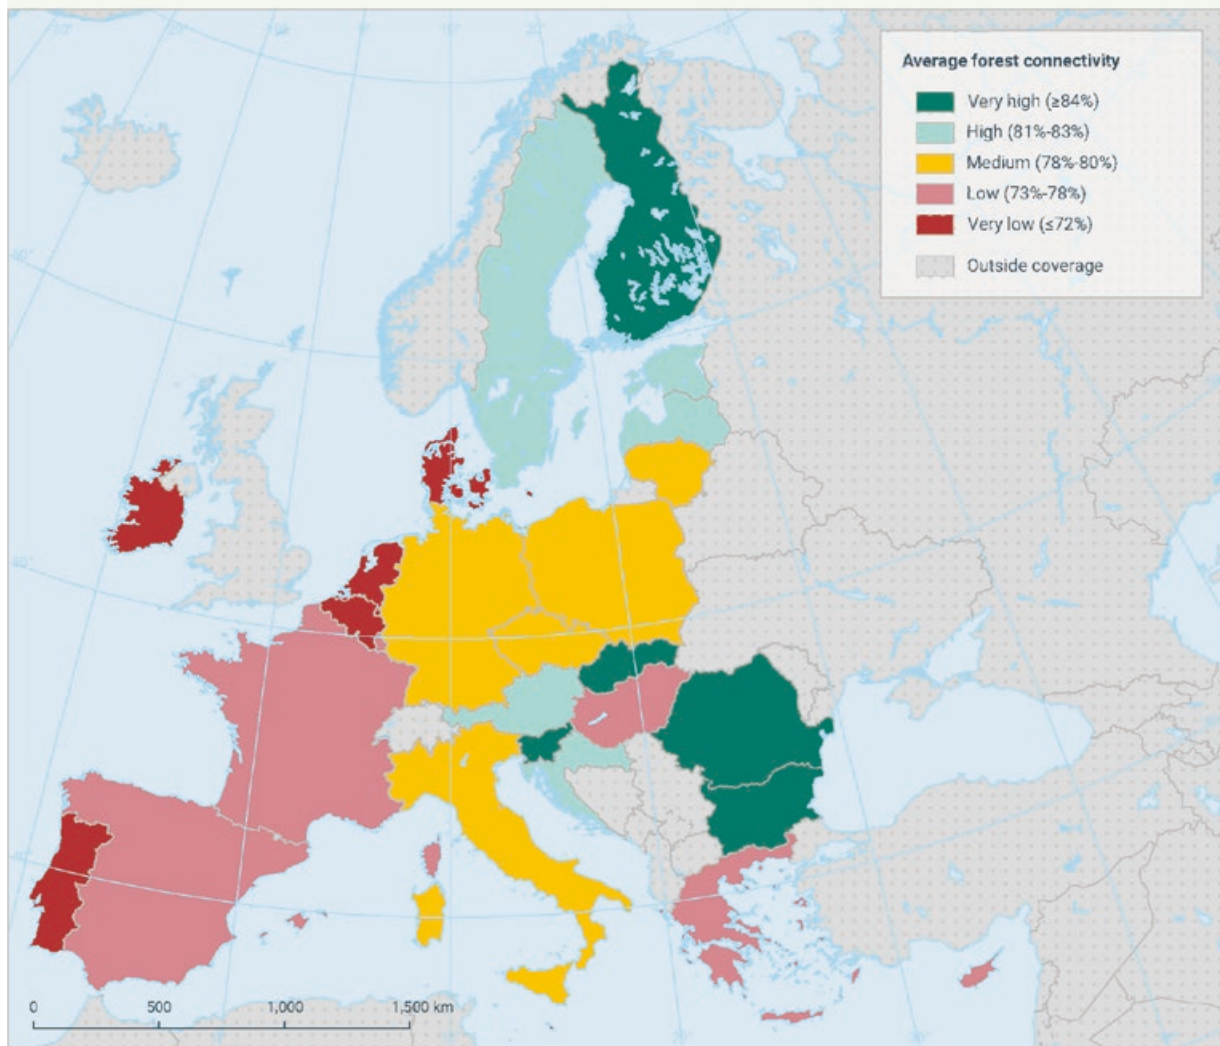 Average forest connectivity
Very high (≥84%)
High (81%-83%)
Medium (78%-80%)
Low (73%-78%)
Very low (≤72%)
Outside coverage
0 500 1,000 1,500 km